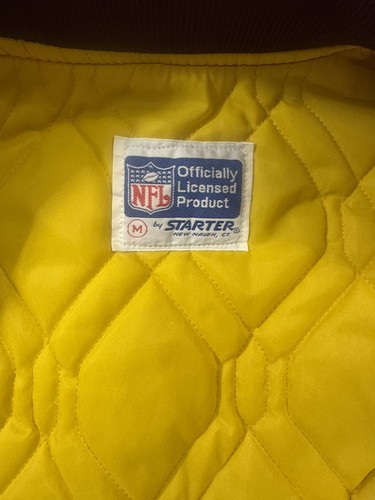 NFL
Officially
Licensed
Product
M
by STARTER®
NEW HAVEN, CT.